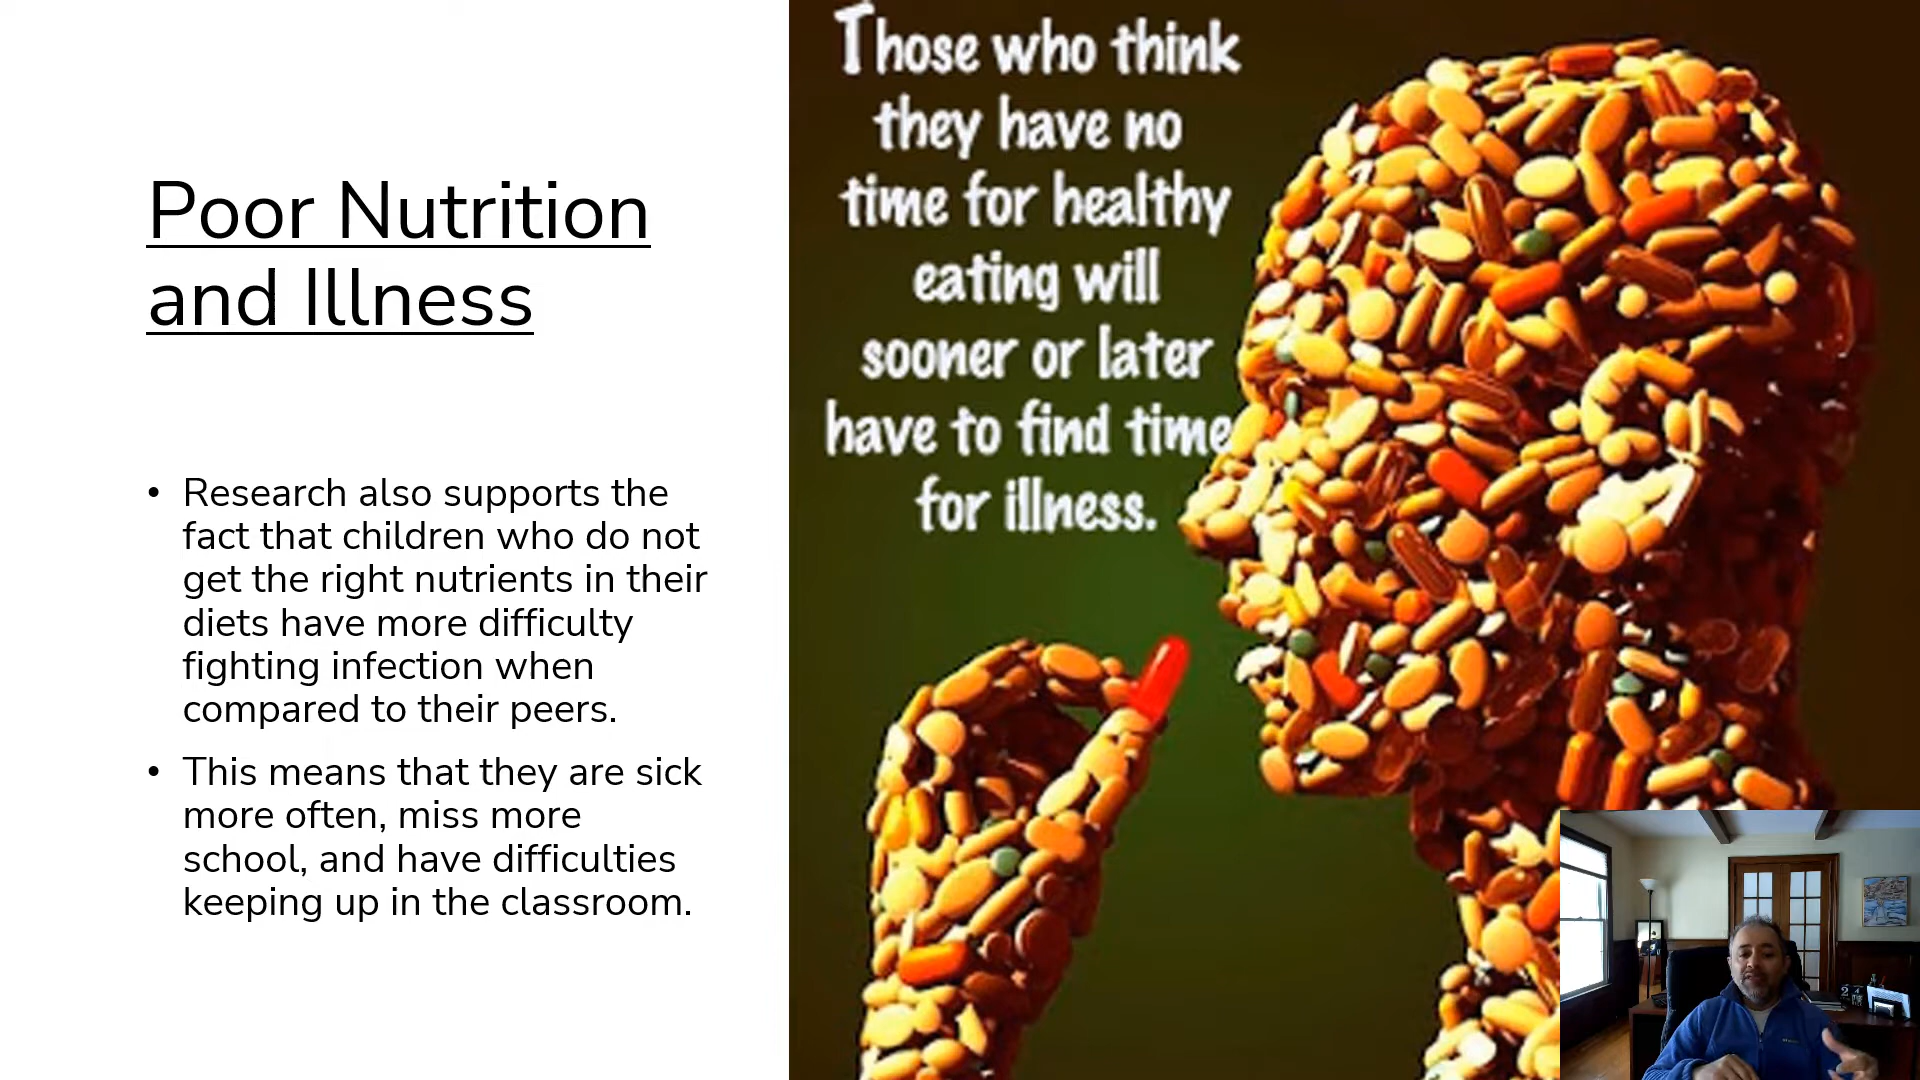 Poor Nutrition
and Illness
• Research also supports the
fact that children who do not
get the right nutrients in their
diets have more difficulty
fighting infection when
compared to their peers.
• This means that they are sick
more often, miss more
school, and have difficulties
keeping up in the classroom.
Those who think
they have no
time for healthy
eating will
sooner or later
have to find time
for illness.